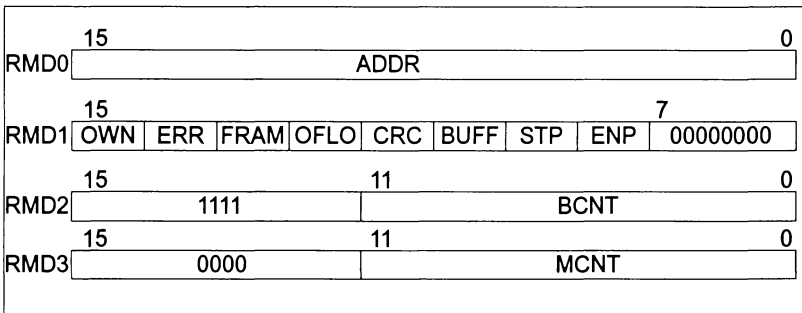 15 0
RMD0 ADDR
15 7
RMD1 OWN ERR FRAM OFLO CRC BUFF STP ENP 00000000
15 11 0
RMD2 1111 BCNT
15 11 0
RMD3 0000 MCNT